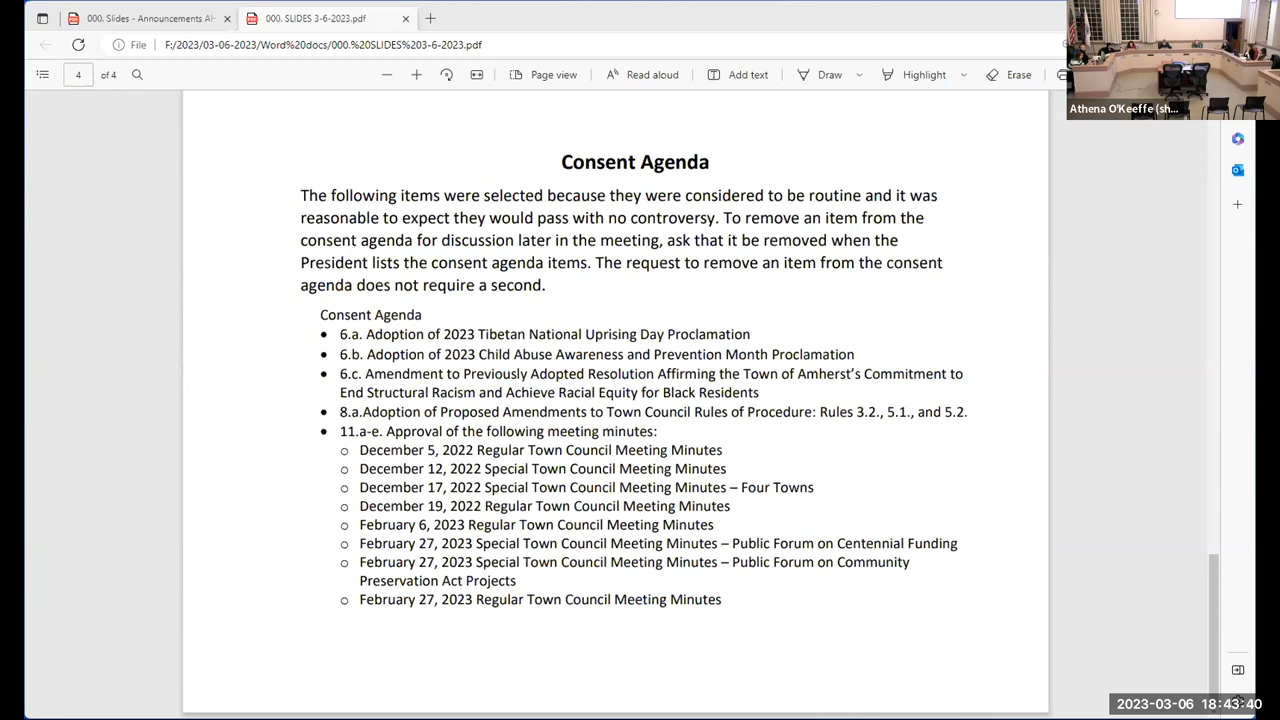 000. Slides - Announcements AH
000. SLIDES 3-6-2023.pdf
File
F:/2023/03-06-2023/Word%20docs/000.%20SLIDES%203-6-2023.pdf
4 of 4
Page view
Read aloud
Add text
Draw
Highlight
Erase
Athena O'Keeffe (sh...
Consent Agenda
The following items were selected because they were considered to be routine and it was
reasonable to expect they would pass with no controversy. To remove an item from the
consent agenda for discussion later in the meeting, ask that it be removed when the
President lists the consent agenda items. The request to remove an item from the consent
agenda does not require a second.
Consent Agenda
• 6.a. Adoption of 2023 Tibetan National Uprising Day Proclamation
• 6.b. Adoption of 2023 Child Abuse Awareness and Prevention Month Proclamation
• 6.c. Amendment to Previously Adopted Resolution Affirming the Town of Amherst's Commitment to
End Structural Racism and Achieve Racial Equity for Black Residents
• 8.a.Adoption of Proposed Amendments to Town Council Rules of Procedure: Rules 3.2., 5.1., and 5.2.
• 11.a-e. Approval of the following meeting minutes:
o December 5, 2022 Regular Town Council Meeting Minutes
o December 12, 2022 Special Town Council Meeting Minutes
o December 17, 2022 Special Town Council Meeting Minutes – Four Towns
o December 19, 2022 Regular Town Council Meeting Minutes
o February 6, 2023 Regular Town Council Meeting Minutes
o February 27, 2023 Special Town Council Meeting Minutes – Public Forum on Centennial Funding
o February 27, 2023 Special Town Council Meeting Minutes – Public Forum on Community
Preservation Act Projects
o February 27, 2023 Regular Town Council Meeting Minutes
2023-03-06 18:43:40